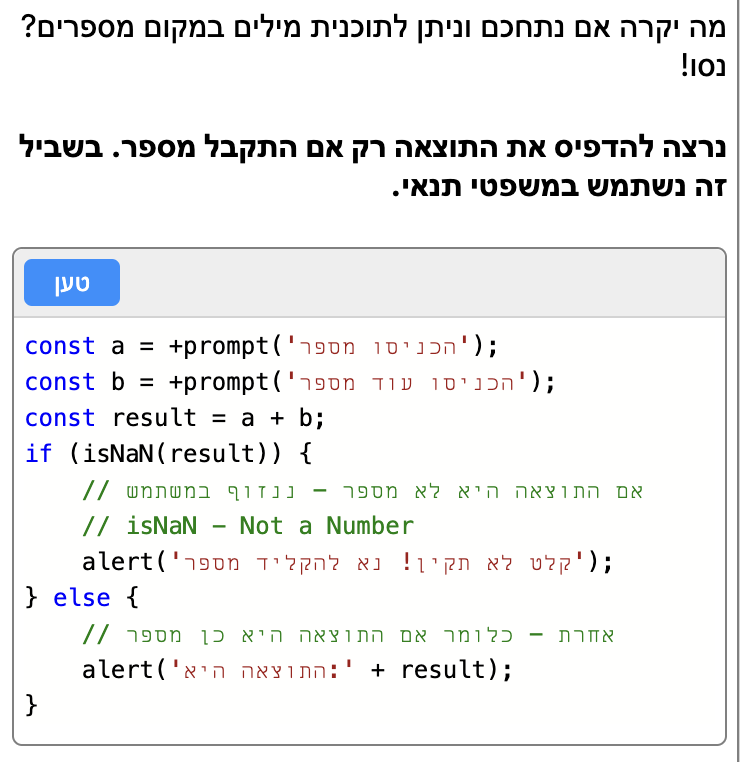 מה יקרה אם נתחכם וניתן לתוכנית מילים במקום מספרים?
נסו!
נרצה להדפיס את התוצאה רק אם התקבל מספר. בשביל
זה נשתמש במשפטי תנאי.
טען
const a = +prompt('הכניסו מספר');
const b = +prompt('הכניסו עוד מספר');
const result = a + b;
if (isNaN(result)) {
// אם התוצאה היא לא מספר – ננזוף במשתמש
// isNaN – Not a Number
alert('קלט לא תקין! נא להקליד מספר');
} else {
// אחרת – כלומר אם התוצאה היא כן מספר
alert('התוצאה היא:' + result);
}